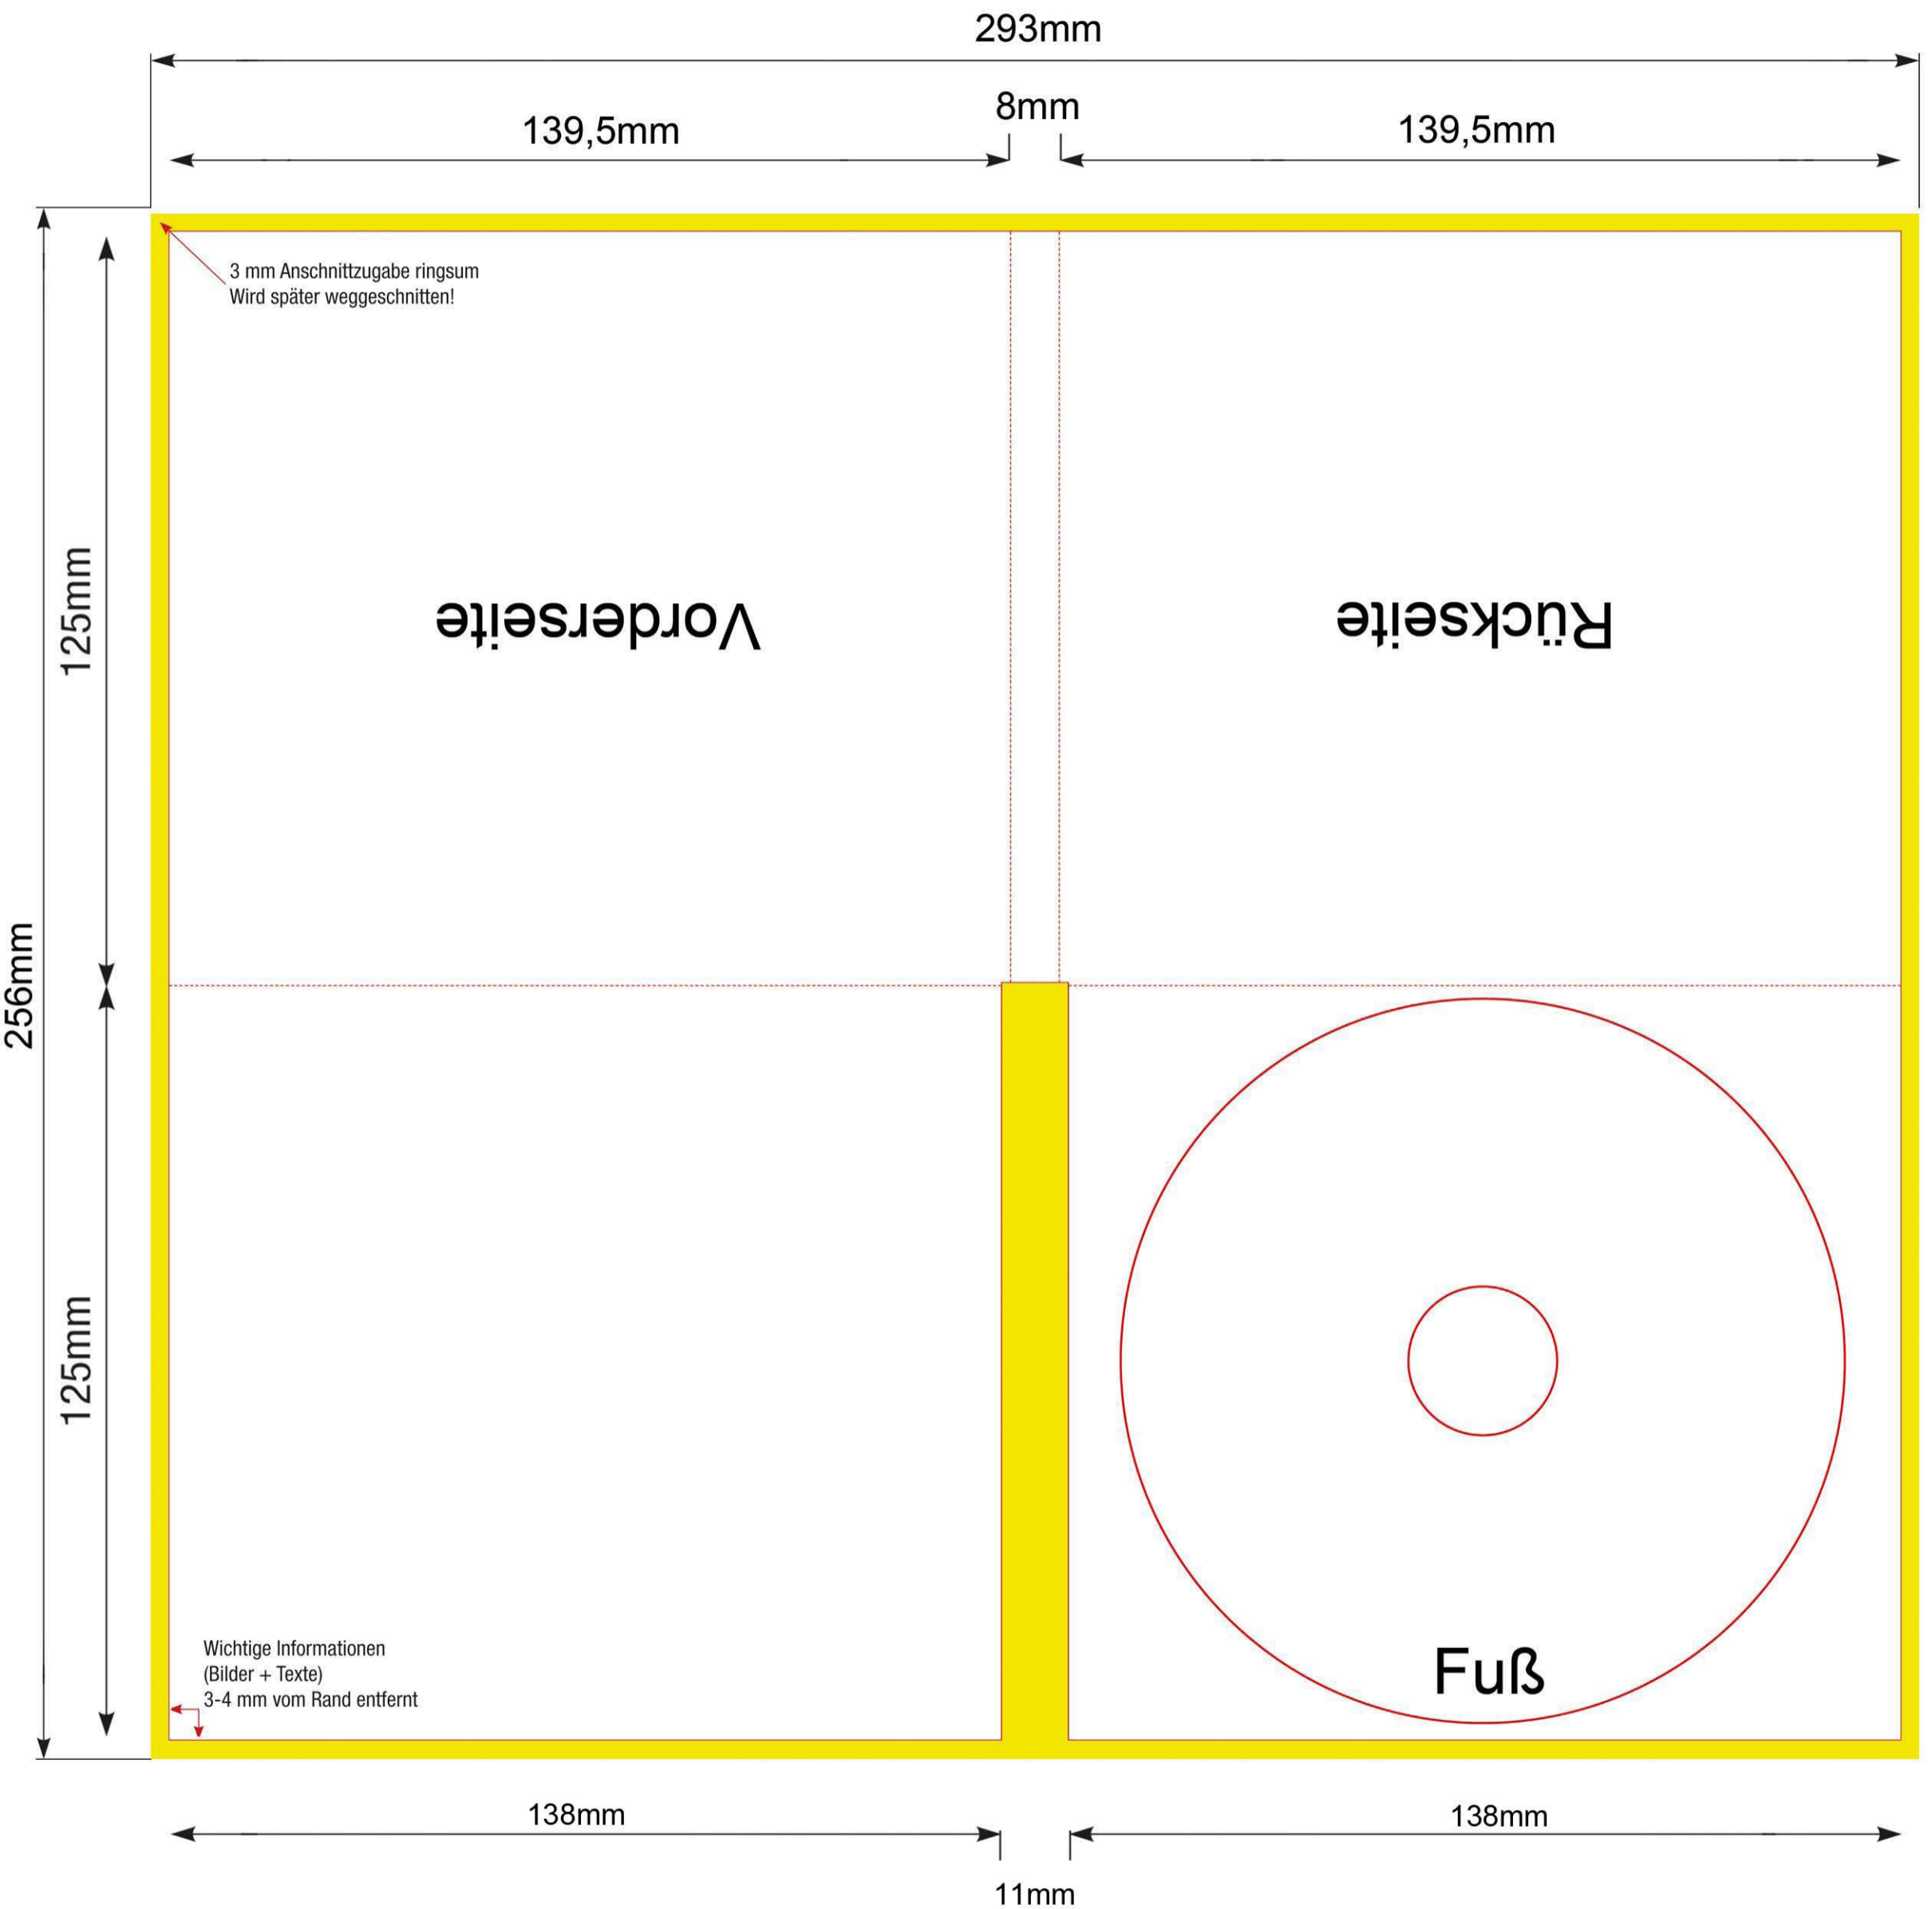 293mm
8mm
139,5mm
139,5mm
3 mm Anschnittzugabe ringsum
Wird später weggeschnitten!
125mm
Vorderseite
Rückseite
256mm
125mm
Wichtige Informationen
(Bilder + Texte)
3-4 mm vom Rand entfernt
Fuß
138mm
138mm
11mm